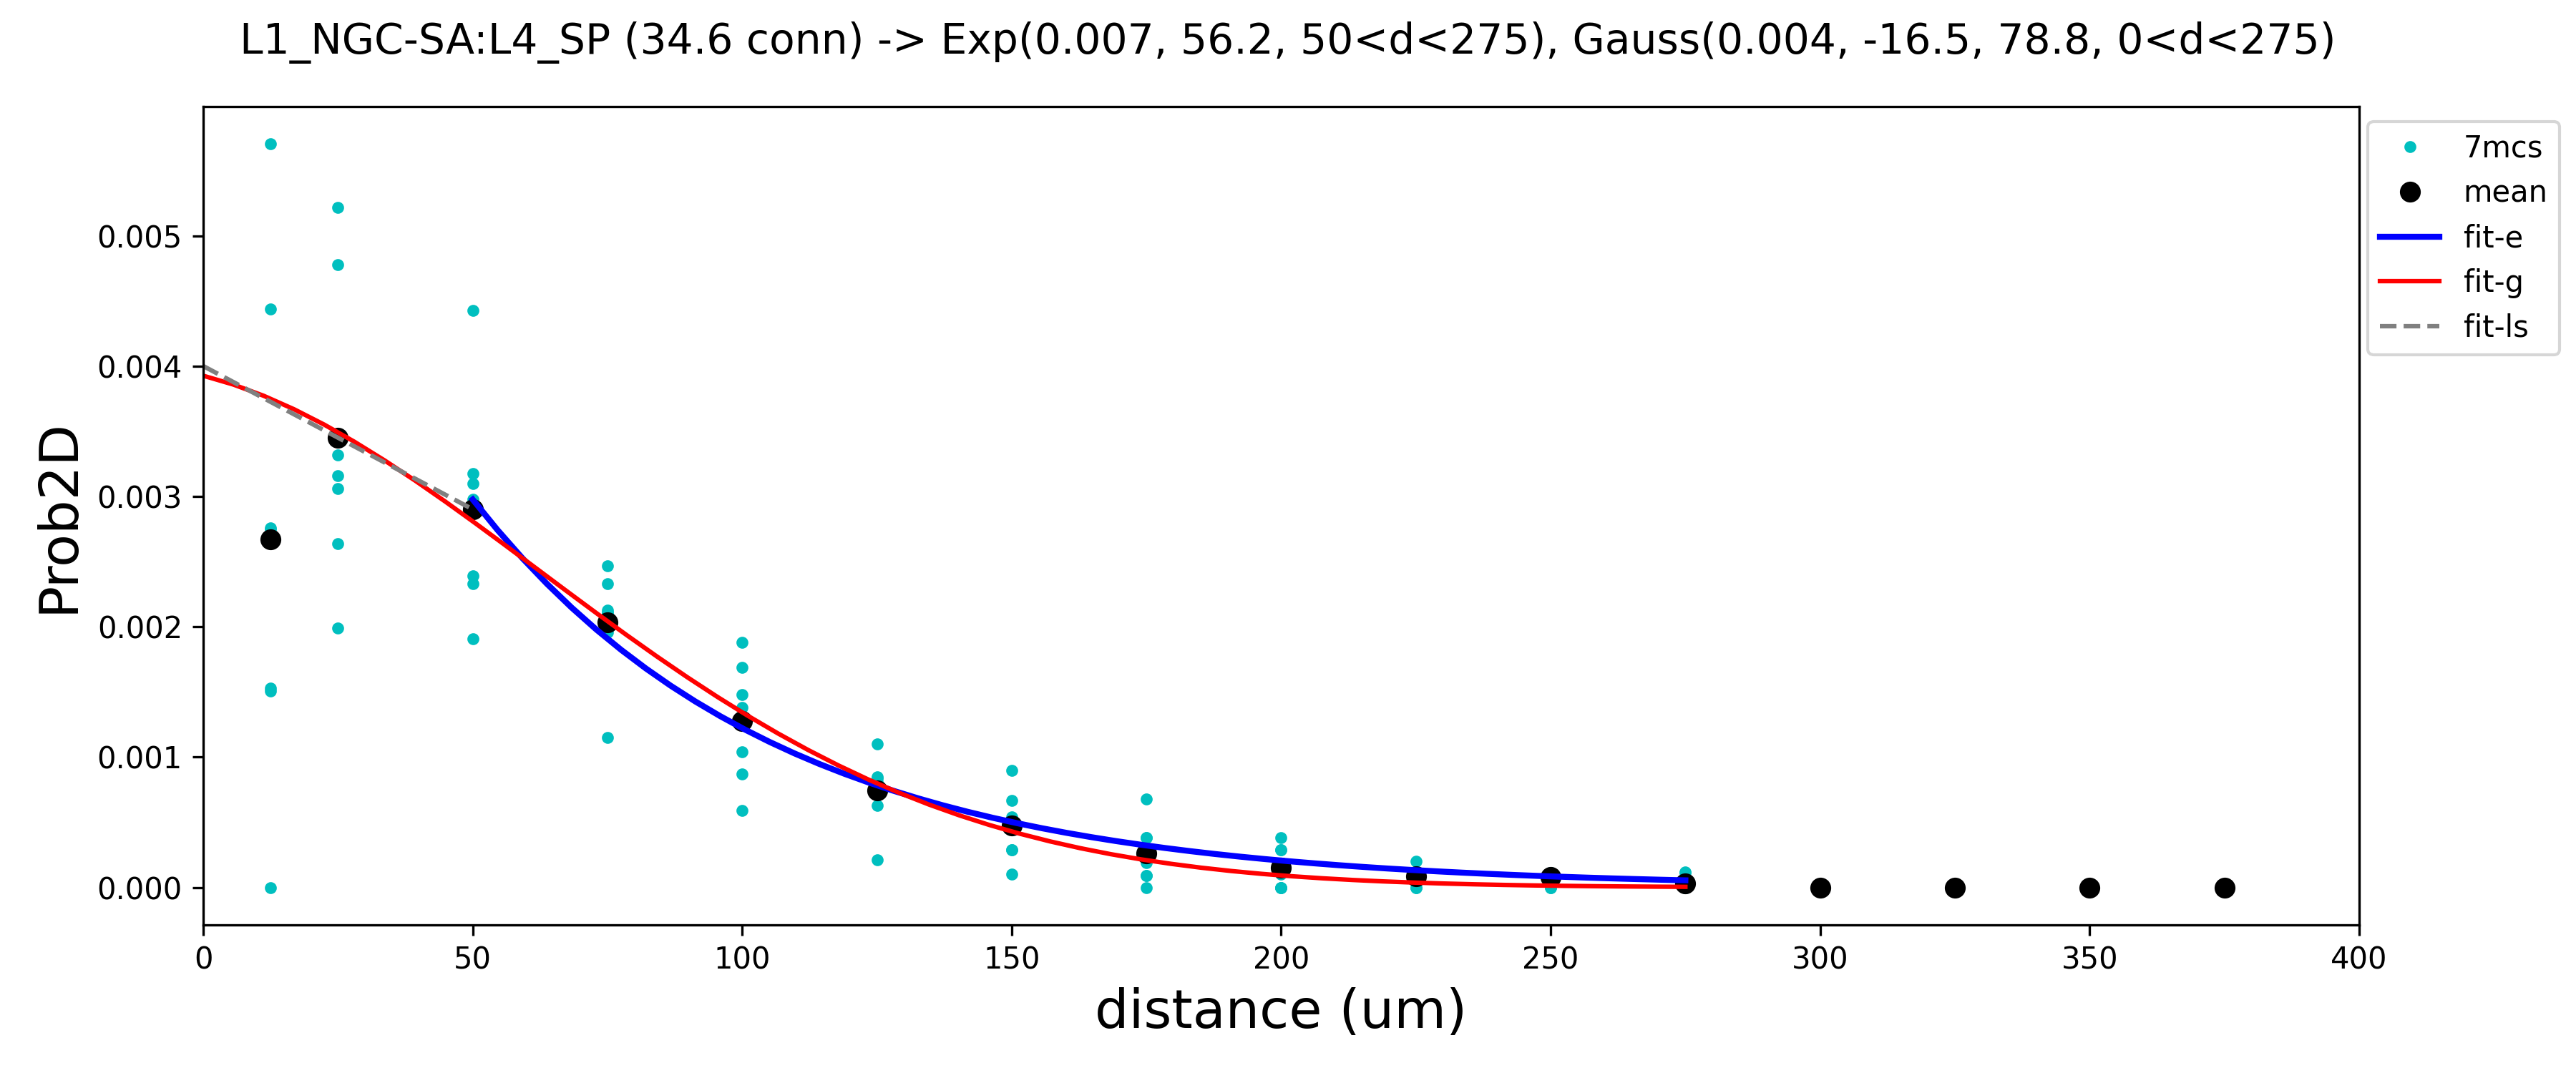 L1_NGC-SA:L4_SP (34.6 conn) -> Exp(0.007, 56.2, 50<d<275), Gauss(0.004, -16.5, 78.8, 0<d<275)
7mcs
mean
fit-e
fit-g
fit-ls
Prob2D
0.005
0.004
0.003
0.002
0.001
0.000
0 50 100 150 200 250 300 350 400
distance (um)